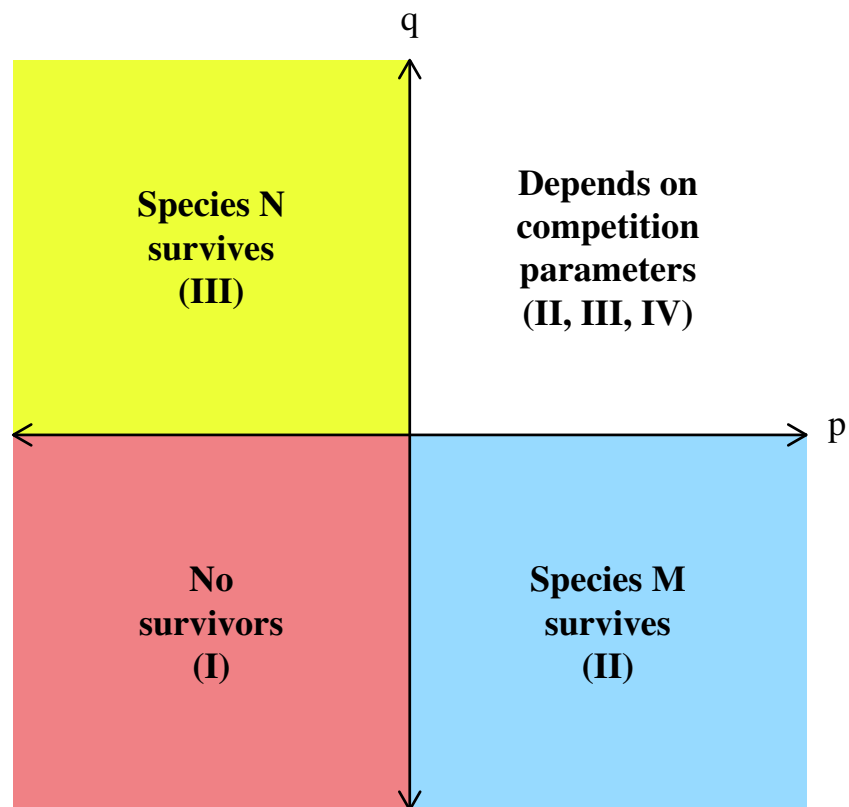 q
Species N
survives
(III)
Depends on
competition
parameters
(II, III, IV)
p
No
survivors
(I)
Species M
survives
(II)